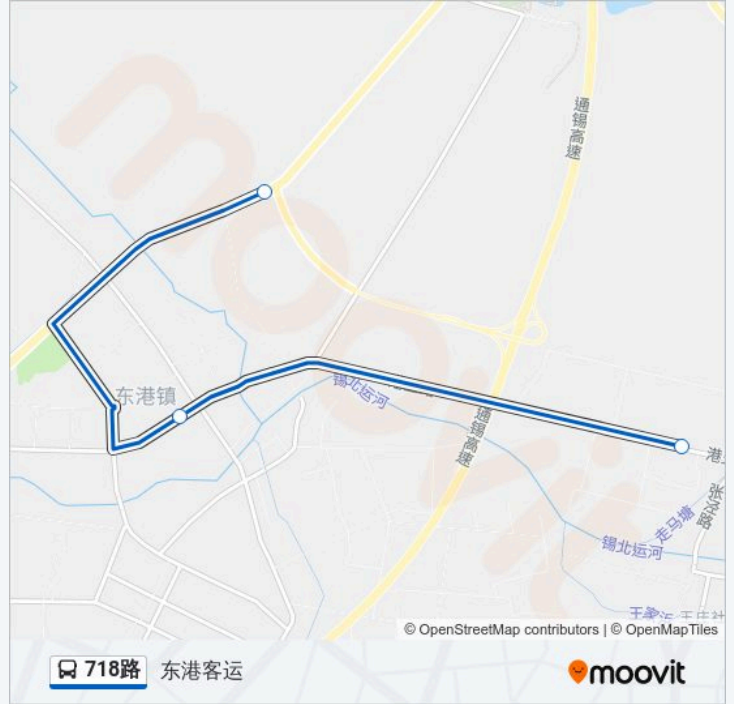 通锡高速
东港镇
锡北运河
通锡高速
港
张泾路
走马塘
锡北运河
© OpenStreetMap contributors | © OpenMapTiles
718路 东港客运
moovit
moovit